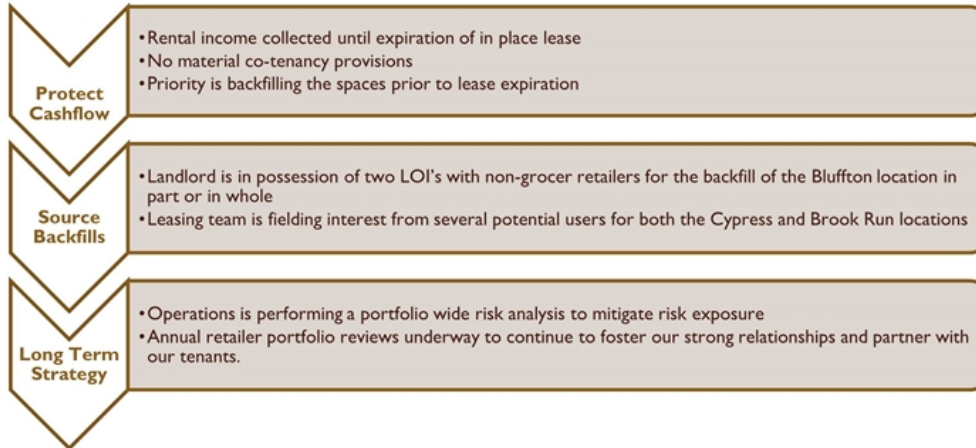 Protect
Cashflow
•Rental income collected until expiration of in place lease
•No material co-tenancy provisions
•Priority is backfilling the spaces prior to lease expiration
Source
Backfills
•Landlord is in possession of two LOI's with non-grocer retailers for the backfill of the Bluffton location in
part or in whole
•Leasing team is fielding interest from several potential users for both the Cypress and Brook Run locations
Long Term
Strategy
•Operations is performing a portfolio wide risk analysis to mitigate risk exposure
•Annual retailer portfolio reviews underway to continue to foster our strong relationships and partner with
our tenants.